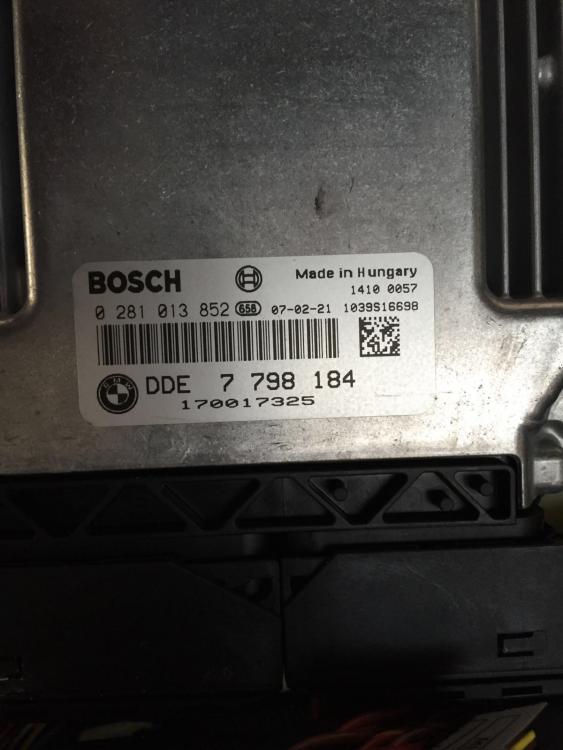 BOSCH
Made in Hungary
1410 0057
0 281 013 852 658 07-02-21 1039S16698
BMW DDE 7 798 184
170017325